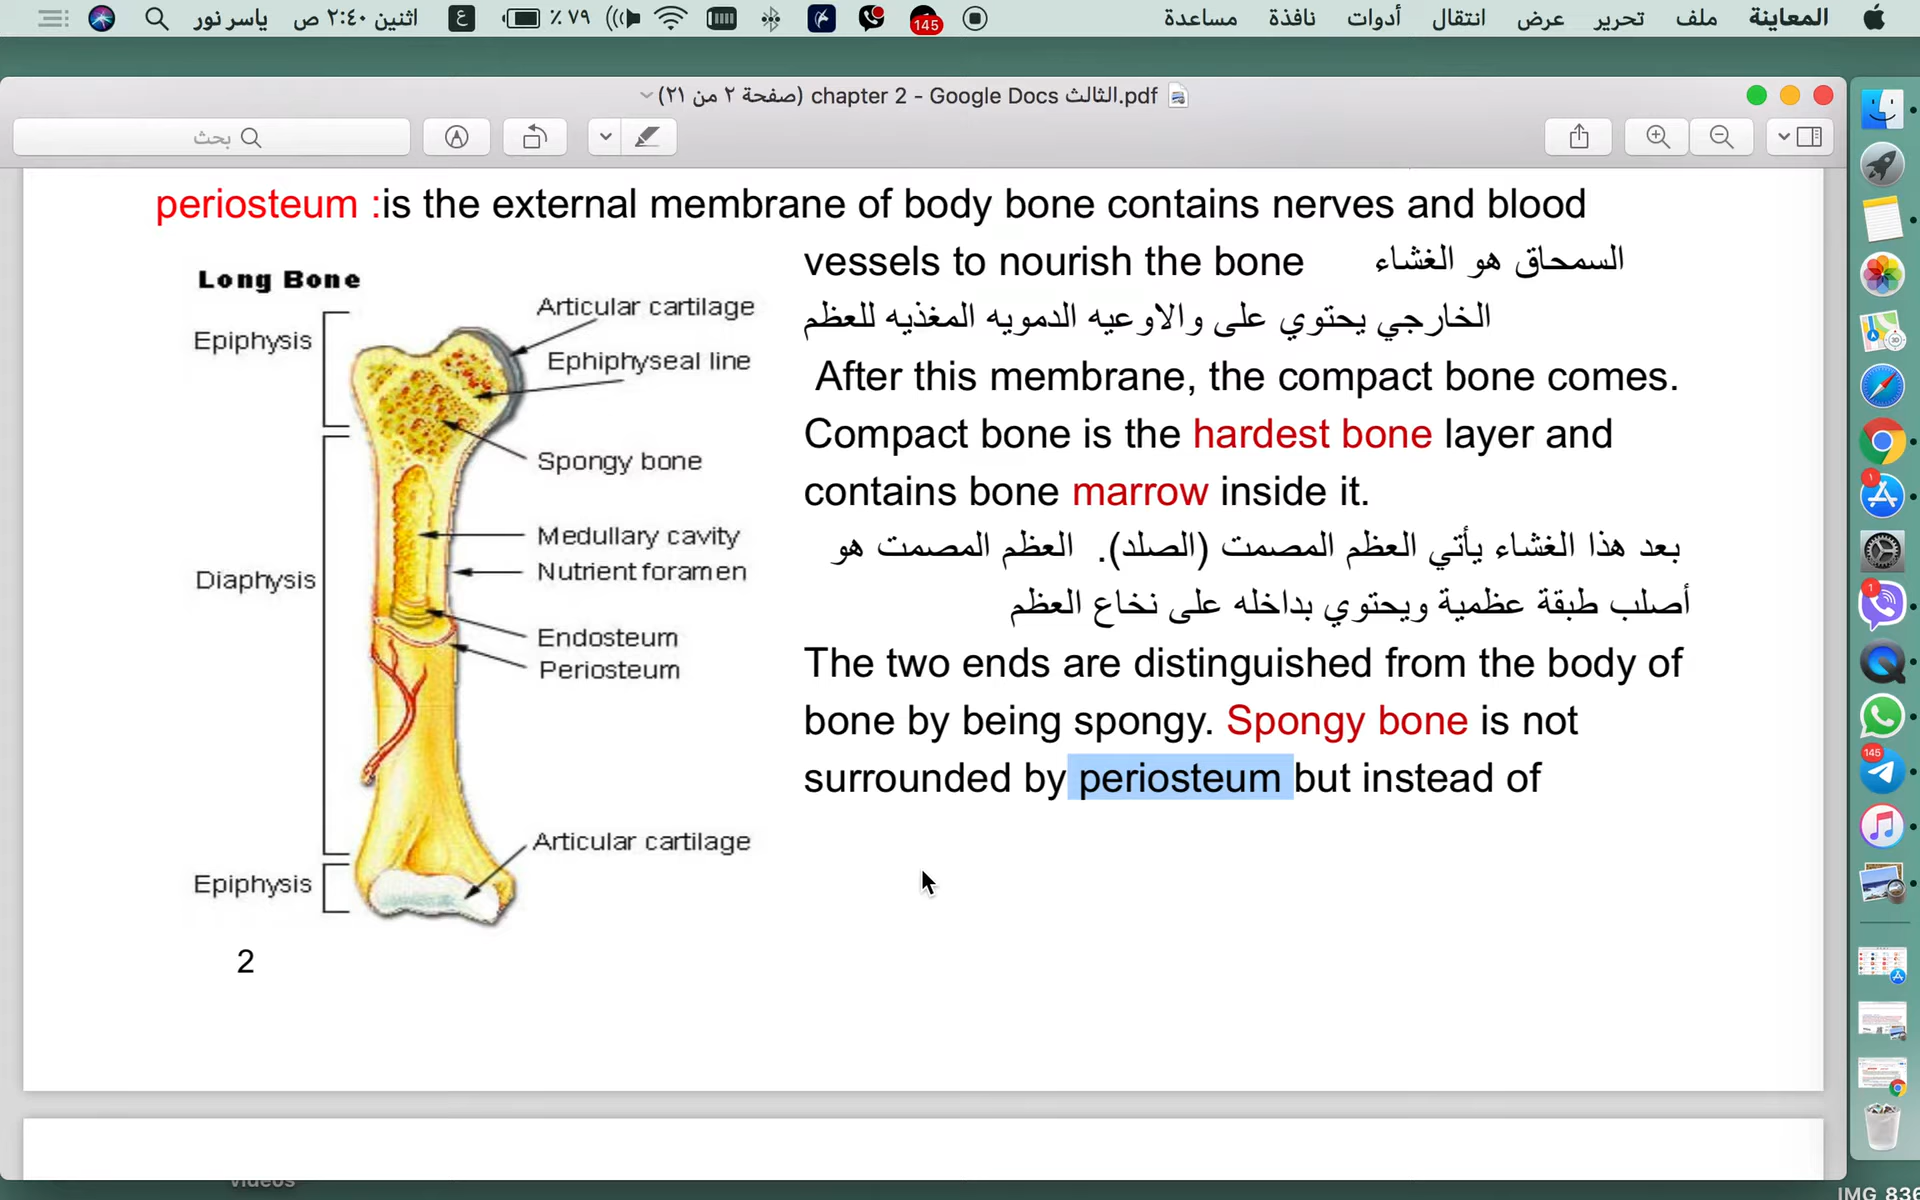 المعاينة ملف تحرير عرض انتقال أدوات نافذة مساعدة
145
٧٩ ٪
ع
اثنين ٢:٤٠ ص
ياسر نور
chapter 2 - Google Docs الثالث.pdf (صفحة ٢ من ٢١)
بحث
periosteum :is the external membrane of body bone contains nerves and blood
vessels to nourish the bone السمحاق هو الغشاء
الخارجي يحتوي على والاوعيه الدمويه المغذيه للعظم
After this membrane, the compact bone comes.
Compact bone is the hardest bone layer and
contains bone marrow inside it.
بعد هذا الغشاء يأتي العظم المصمت (الصلد). العظم المصمت هو
أصلب طبقة عظمية ويحتوي بداخله على نخاع العظم
The two ends are distinguished from the body of
bone by being spongy. Spongy bone is not
surrounded by periosteum but instead of
Long Bone
Epiphysis
Articular cartilage
Ephiphyseal line
Spongy bone
Medullary cavity
Nutrient foramen
Diaphysis
Endosteum
Periosteum
Articular cartilage
Epiphysis
2
1
1
145
videos